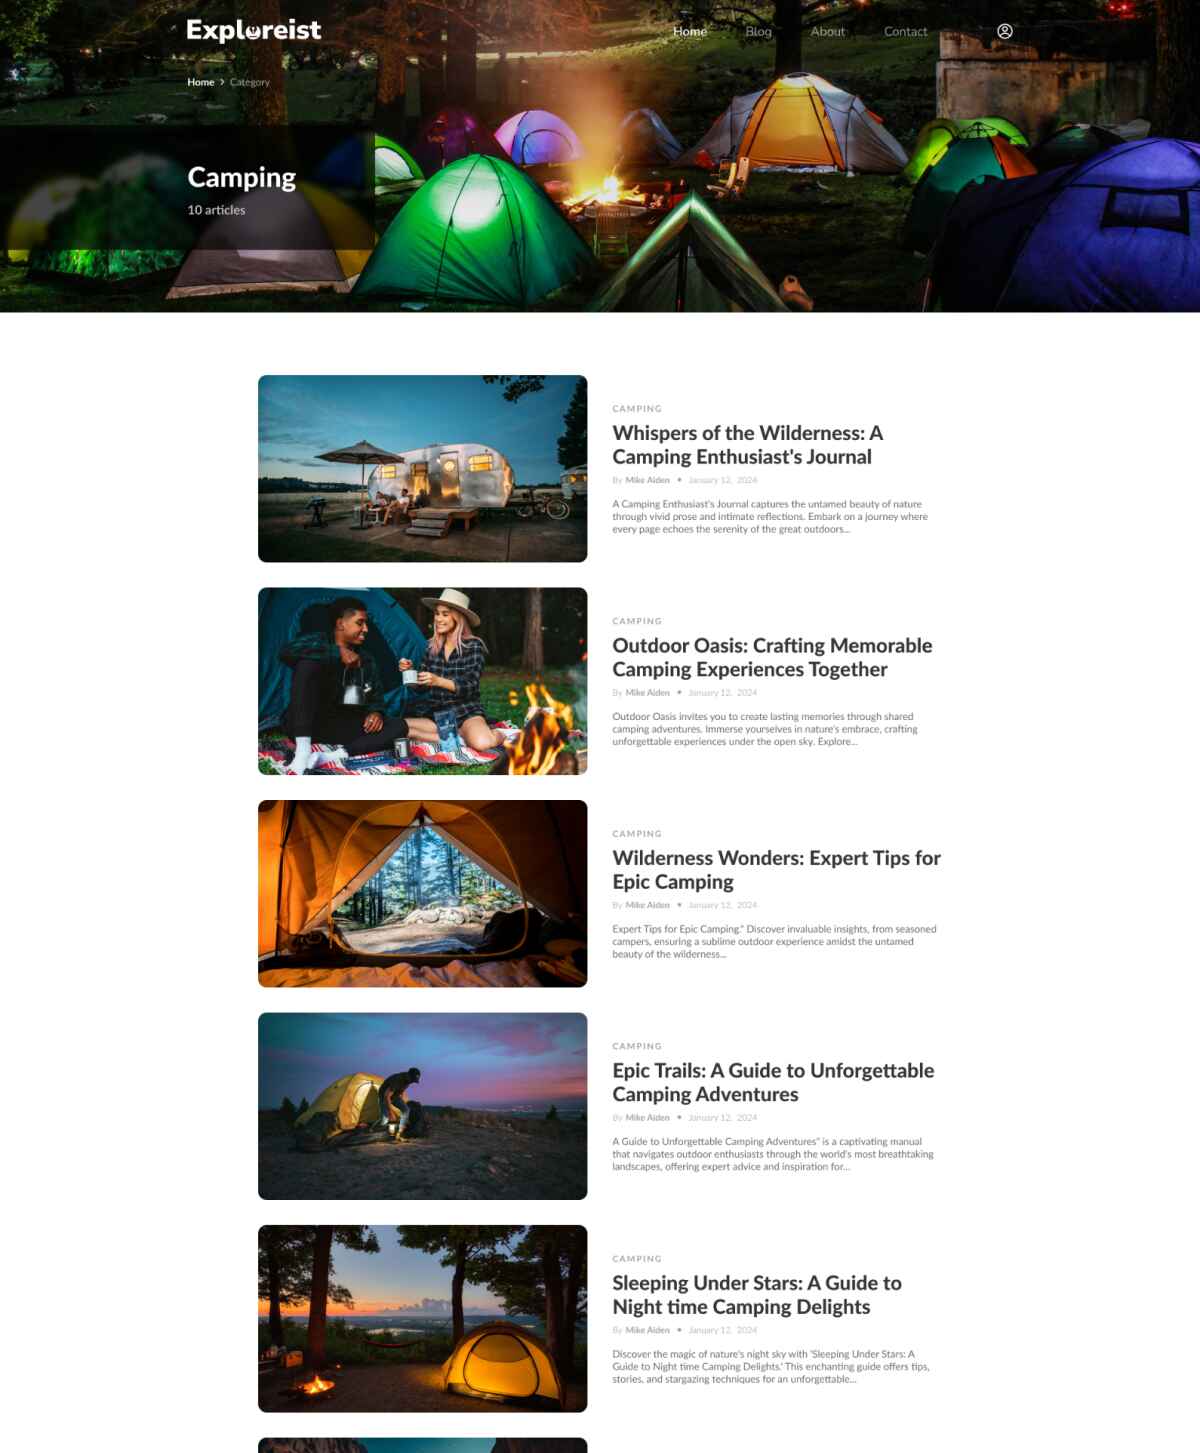 Exploreist
Home
Blog
About
Contact
Home > Category
Camping
10 articles
CAMPING
Whispers of the Wilderness: A
Camping Enthusiast's Journal
By Mike Aiden • January 12, 2024
A Camping Enthusiast's Journal captures the untamed beauty of nature
through vivid prose and intimate reflections. Embark on a journey where
every page echoes the serenity of the great outdoors...
CAMPING
Outdoor Oasis: Crafting Memorable
Camping Experiences Together
By Mike Aiden • January 12, 2024
Outdoor Oasis invites you to create lasting memories through shared
camping adventures. Immerse yourselves in nature's embrace, crafting
unforgettable experiences under the open sky. Explore...
CAMPING
Wilderness Wonders: Expert Tips for
Epic Camping
By Mike Aiden • January 12, 2024
Expert Tips for Epic Camping." Discover invaluable insights, from seasoned
campers, ensuring a sublime outdoor experience amidst the untamed
beauty of the wilderness...
CAMPING
Epic Trails: A Guide to Unforgettable
Camping Adventures
By Mike Aiden • January 12, 2024
A Guide to Unforgettable Camping Adventures" is a captivating manual
that navigates outdoor enthusiasts through the world's most breathtaking
landscapes, offering expert advice and inspiration for...
CAMPING
Sleeping Under Stars: A Guide to
Night time Camping Delights
By Mike Aiden • January 12, 2024
Discover the magic of nature's night sky with 'Sleeping Under Stars: A
Guide to Night time Camping Delights.' This enchanting guide offers tips,
stories, and stargazing techniques for an unforgettable...